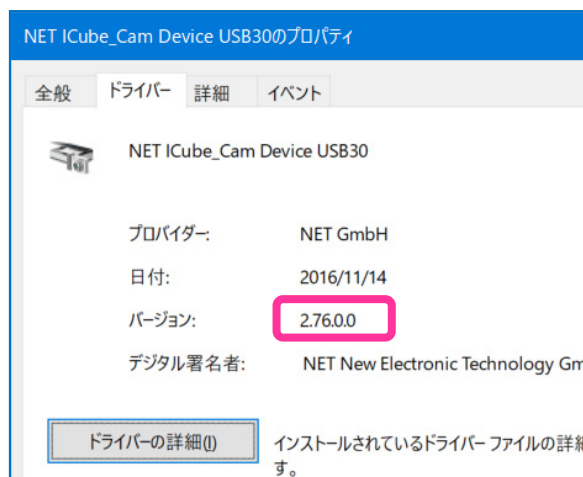 NET ICube_Cam Device USB30のプロパティ
全般 ドライバー 詳細 イベント
NET ICube_Cam Device USB30
プロバイダー: NET GmbH
日付: 2016/11/14
バージョン: 2.76.0.0
デジタル署名者: NET New Electronic Technology Gm
ドライバーの詳細(I) インストールされているドライバー ファイルの詳細
す。